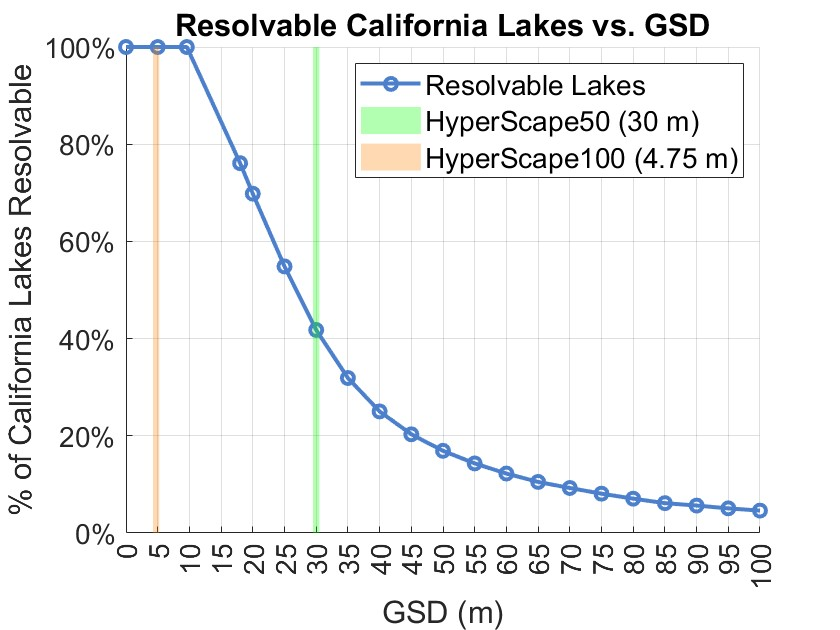 Resolvable California Lakes vs. GSD
% of California Lakes Resolvable
100%
80%
60%
40%
20%
0%
Resolvable Lakes
HyperScape50 (30 m)
HyperScape100 (4.75 m)
0 5 10 15 20 25 30 35 40 45 50 55 60 65 70 75 80 85 90 95 100
GSD (m)